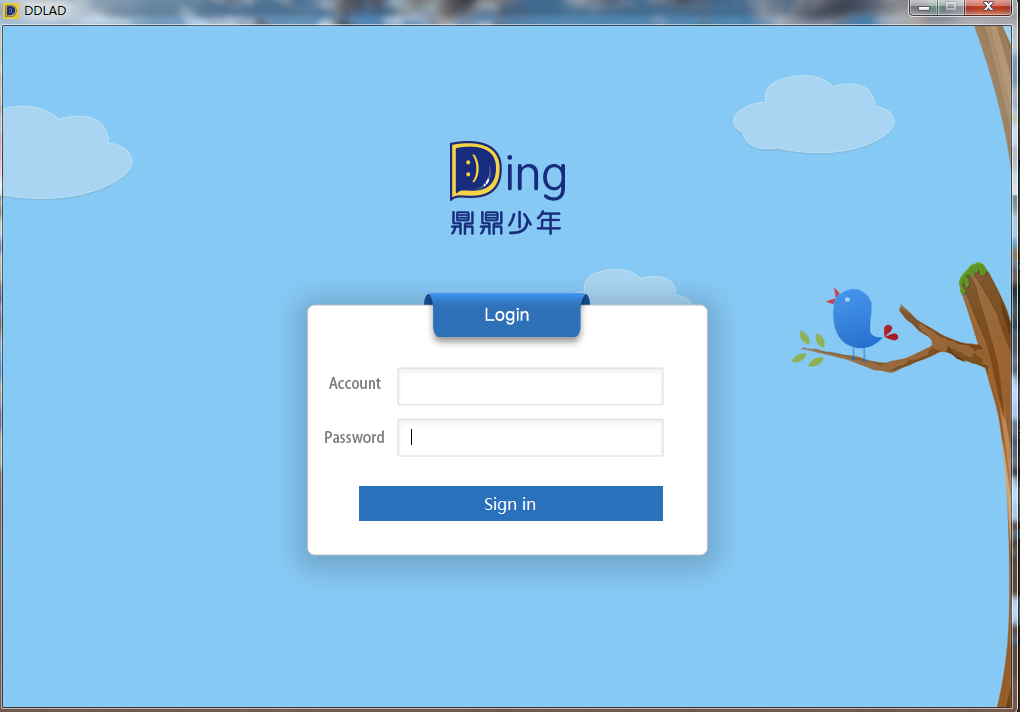 DDLAD
Ding
鼎鼎少年
Login
Account
Password
Sign in